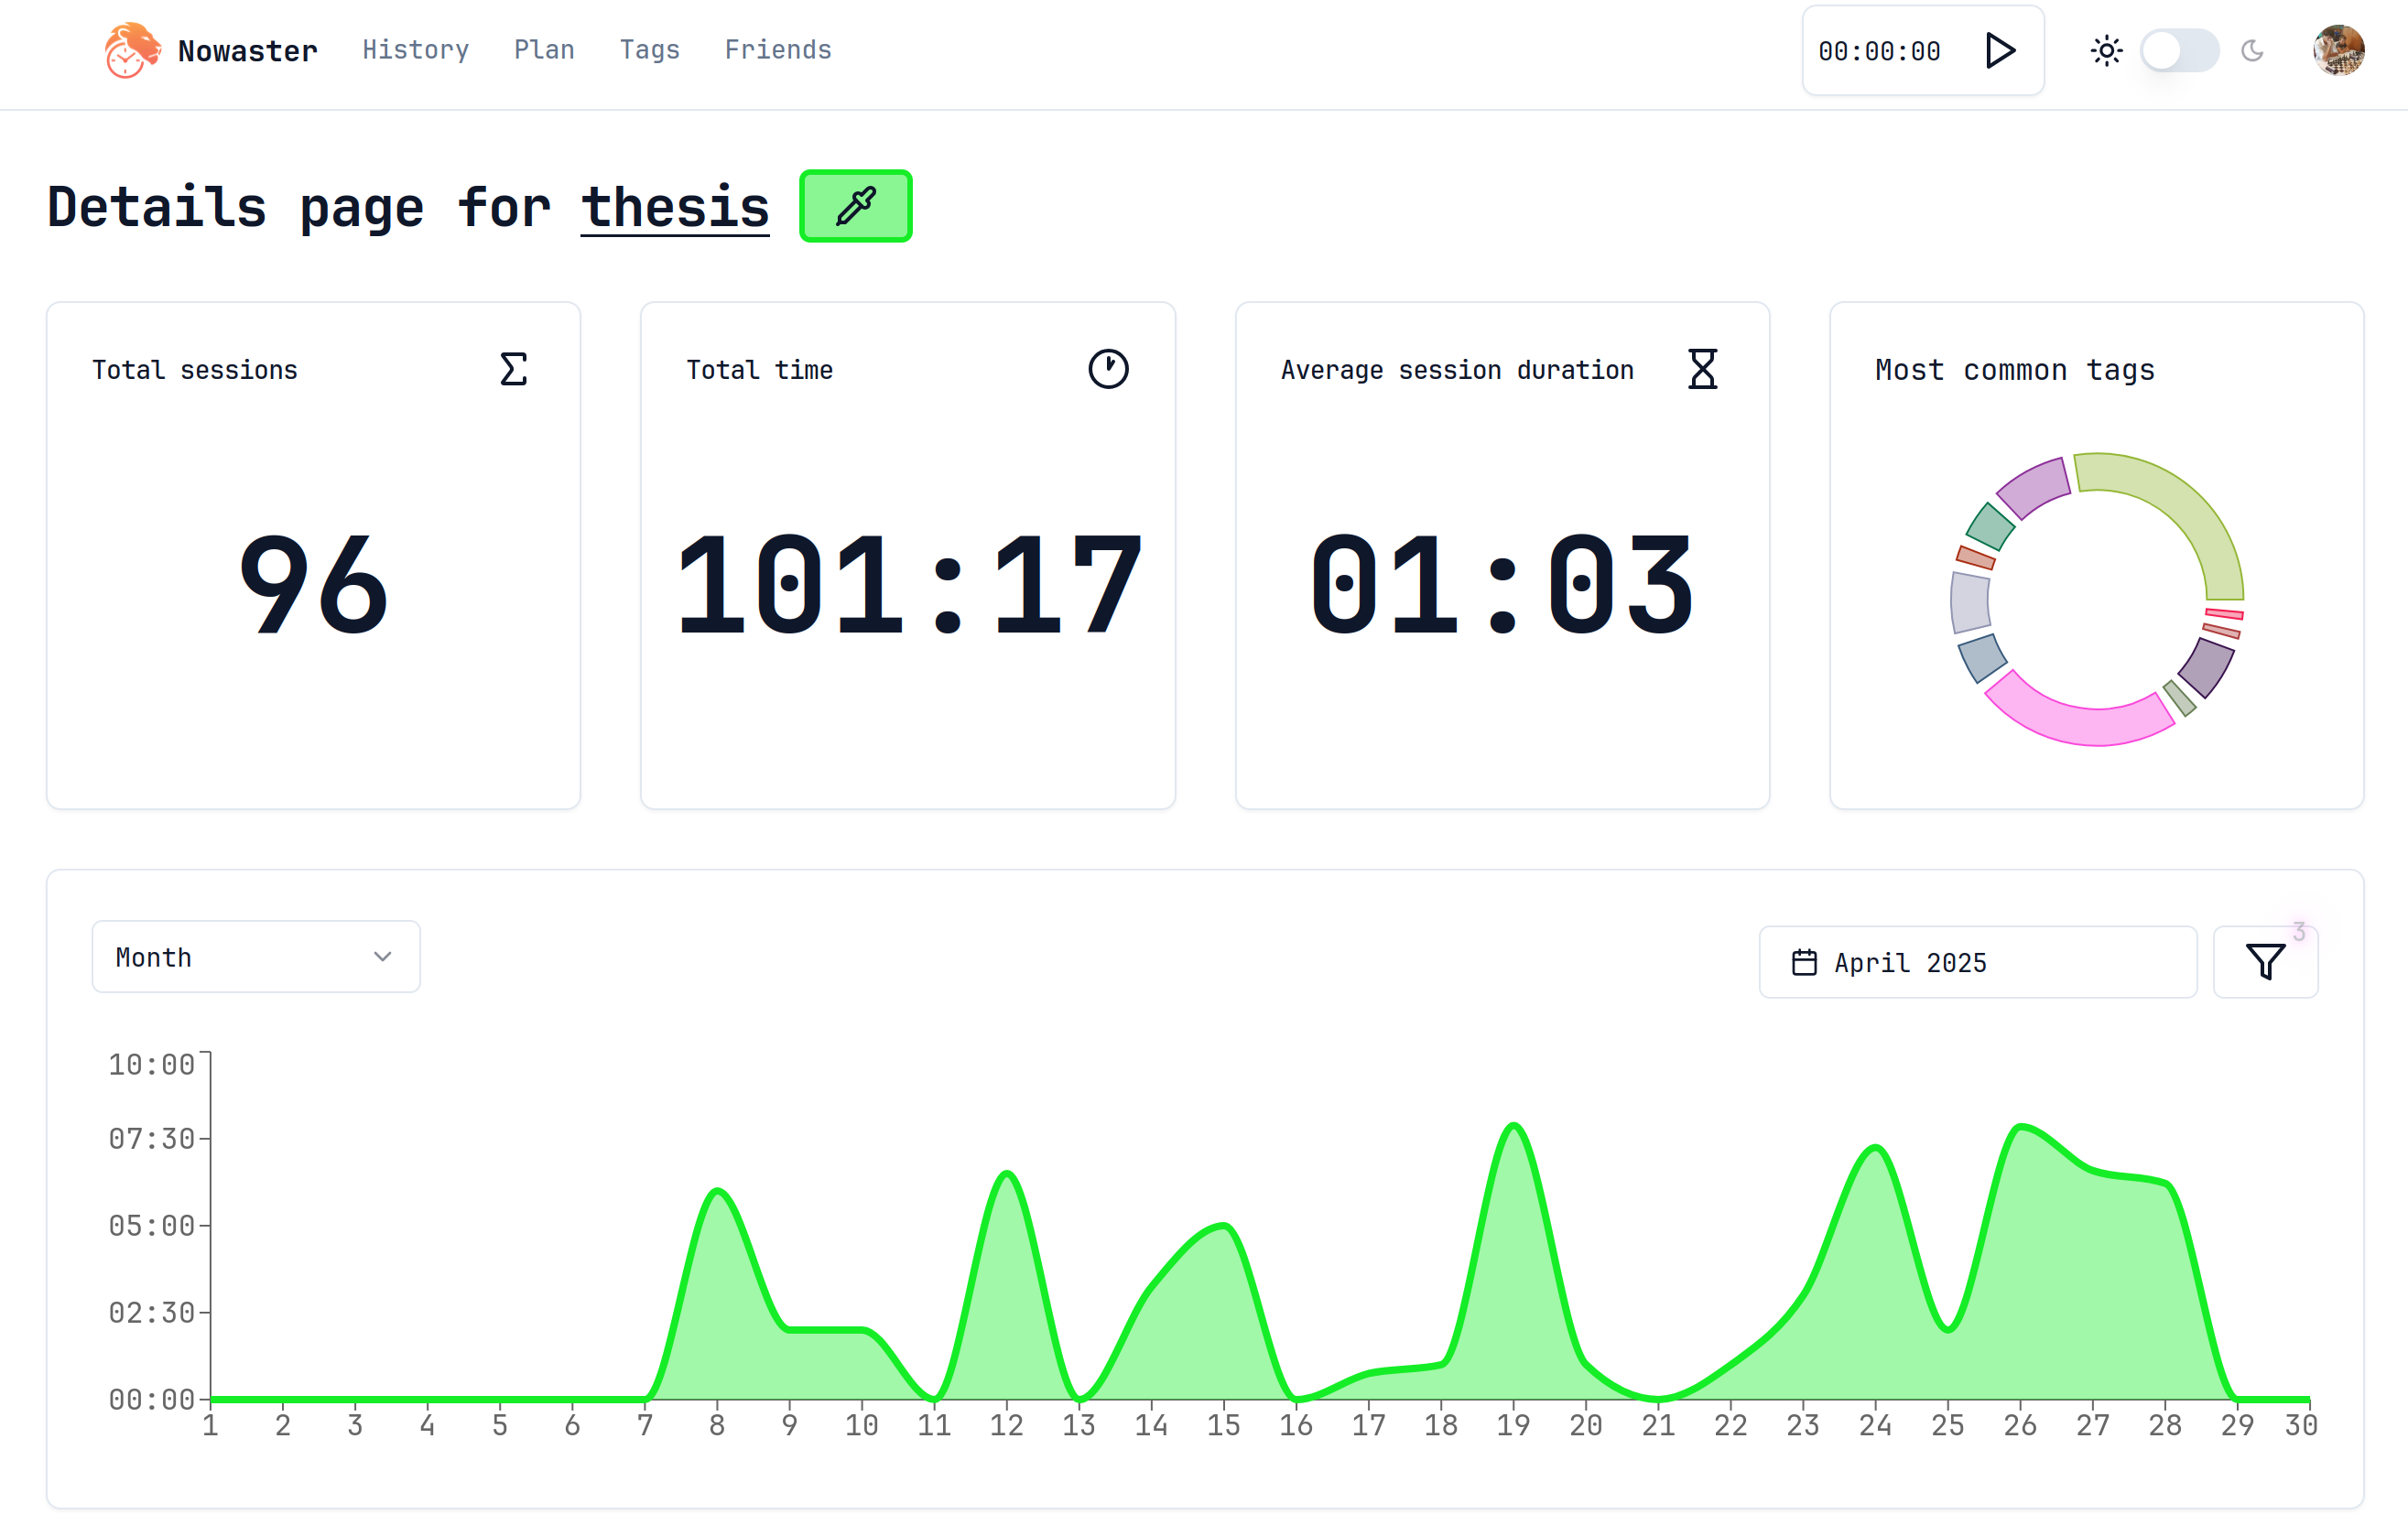 Nowaster History Plan Tags Friends 00:00:00
Details page for thesis
Total sessions
96
Total time
101:17
Average session duration
01:03
Most common tags
Month
April 2025
3
10:00
07:30
05:00
02:30
00:00
1 2 3 4 5 6 7 8 9 10 11 12 13 14 15 16 17 18 19 20 21 22 23 24 25 26 27 28 29 30